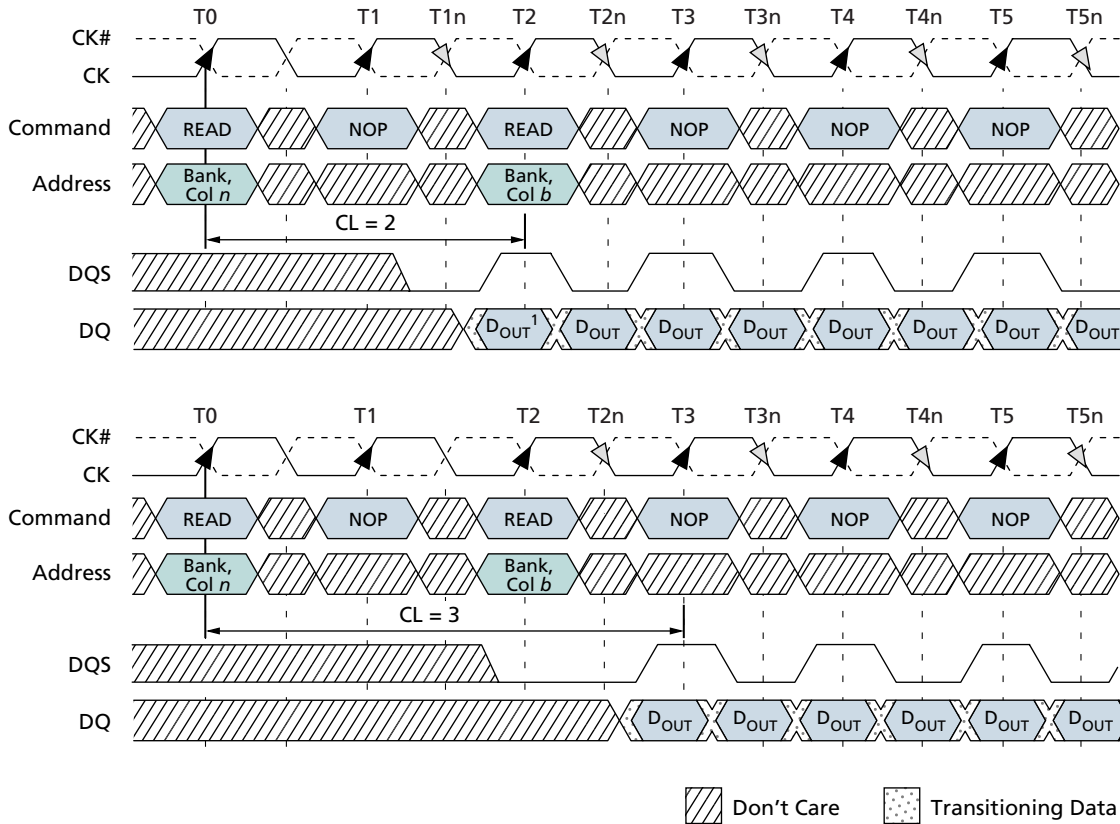 T0 T1 T1n T2 T2n T3 T3n T4 T4n T5 T5n
CK#
CK
Command READ NOP READ NOP NOP NOP
Address Bank, Col n Bank, Col b
CL = 2
DQS
DQ DOUT1 DOUT DOUT DOUT DOUT DOUT DOUT DOUT
T0 T1 T2 T2n T3 T3n T4 T4n T5 T5n
CK#
CK
Command READ NOP READ NOP NOP NOP
Address Bank, Col n Bank, Col b
CL = 3
DQS
DQ DOUT DOUT DOUT DOUT DOUT DOUT
Don't Care Transitioning Data